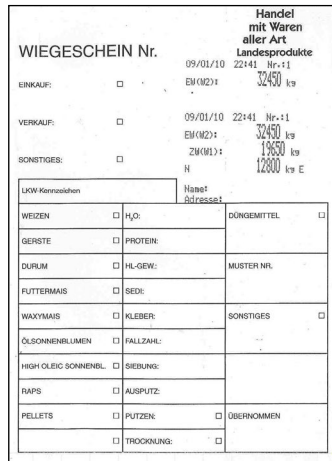 Handel
mit Waren
aller Art
Landesprodukte
WIEGESCHEIN Nr.
09/01/10 22:41 Nr.:1
EINKAUF: EW(W2): 32450 kg
VERKAUF: 09/01/10 22:41 Nr.:1
EW(W2): 32450 kg
ZW(W1): 19650 kg
SONSTIGES: N 12800 kg E
LKW-Kennzeichen Name:
Adresse:
WEIZEN H₂O: DÜNGEMITTEL
GERSTE PROTEIN:
DURUM HL-GEW.: MUSTER NR.
FUTTERMAIS SEDI:
WAXYMAIS KLEBER: SONSTIGES
ÖLSONNENBLUMEN FALLZAHL:
HIGH OLEIC SONNENBL. SIEBUNG:
RAPS AUSPUTZ:
PELLETS PUTZEN: ÜBERNOMMEN
TROCKNUNG: